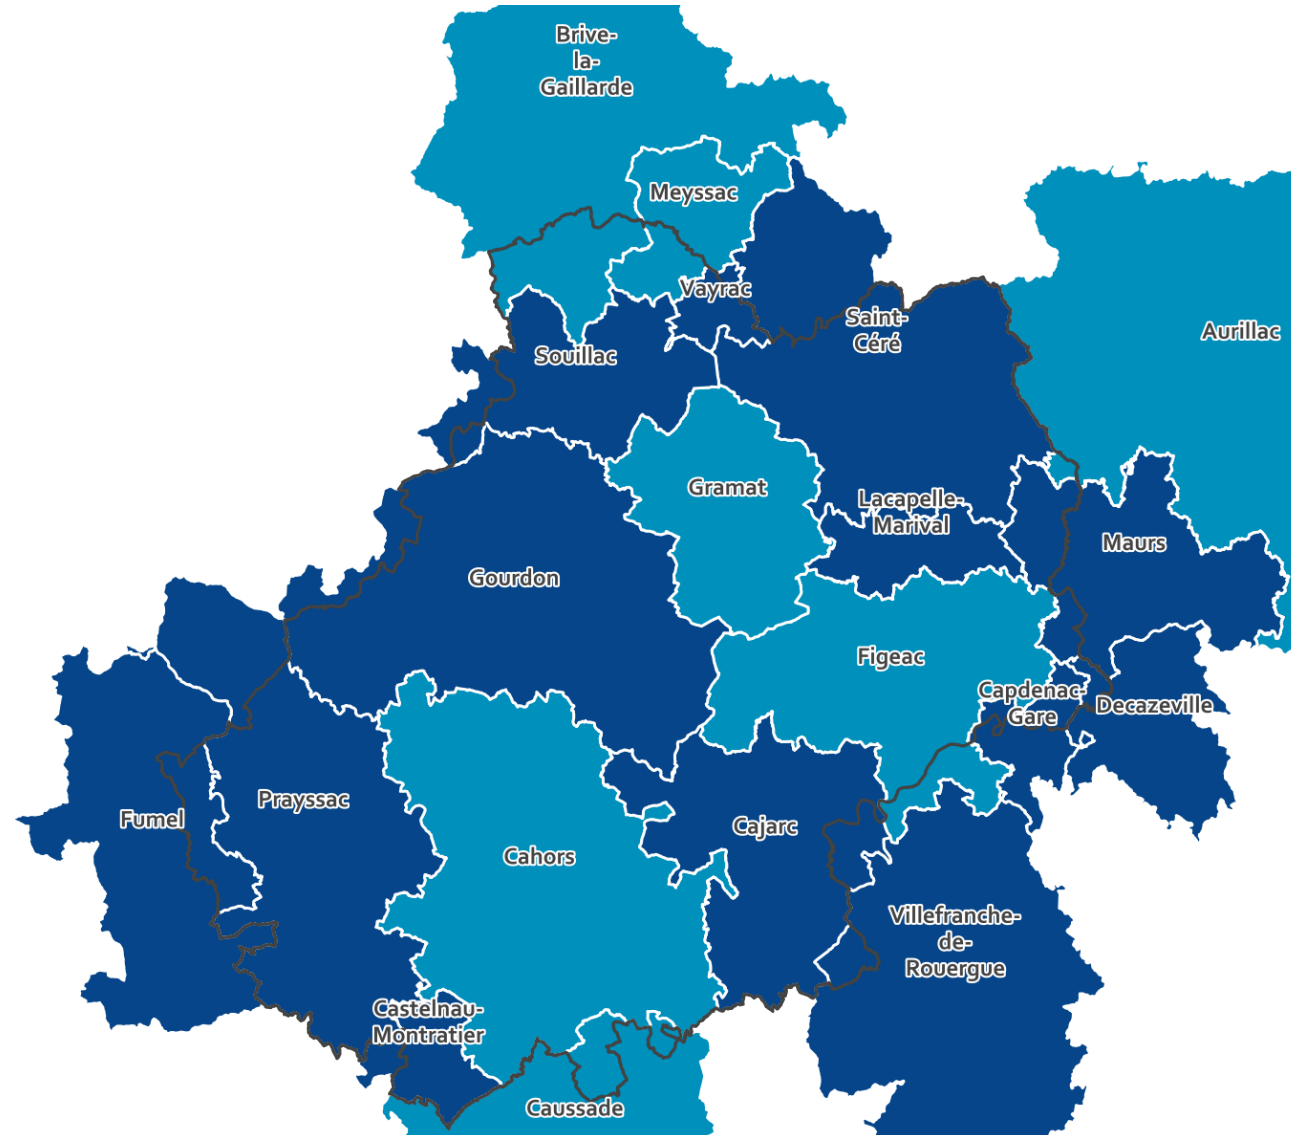 Brive-
la-
Gaillarde
Meyssac
Vayrac
Saint-
Céré
Aurillac
Souillac
Gramat
Lacapelle-
Marival
Maurs
Gourdon
Figeac
Capdenac-
Gare
Decazeville
Prayssac
Fumel
Cajarc
Cahors
Villefranche-
de-
Rouergue
Castelnau-
Montratier
Caussade